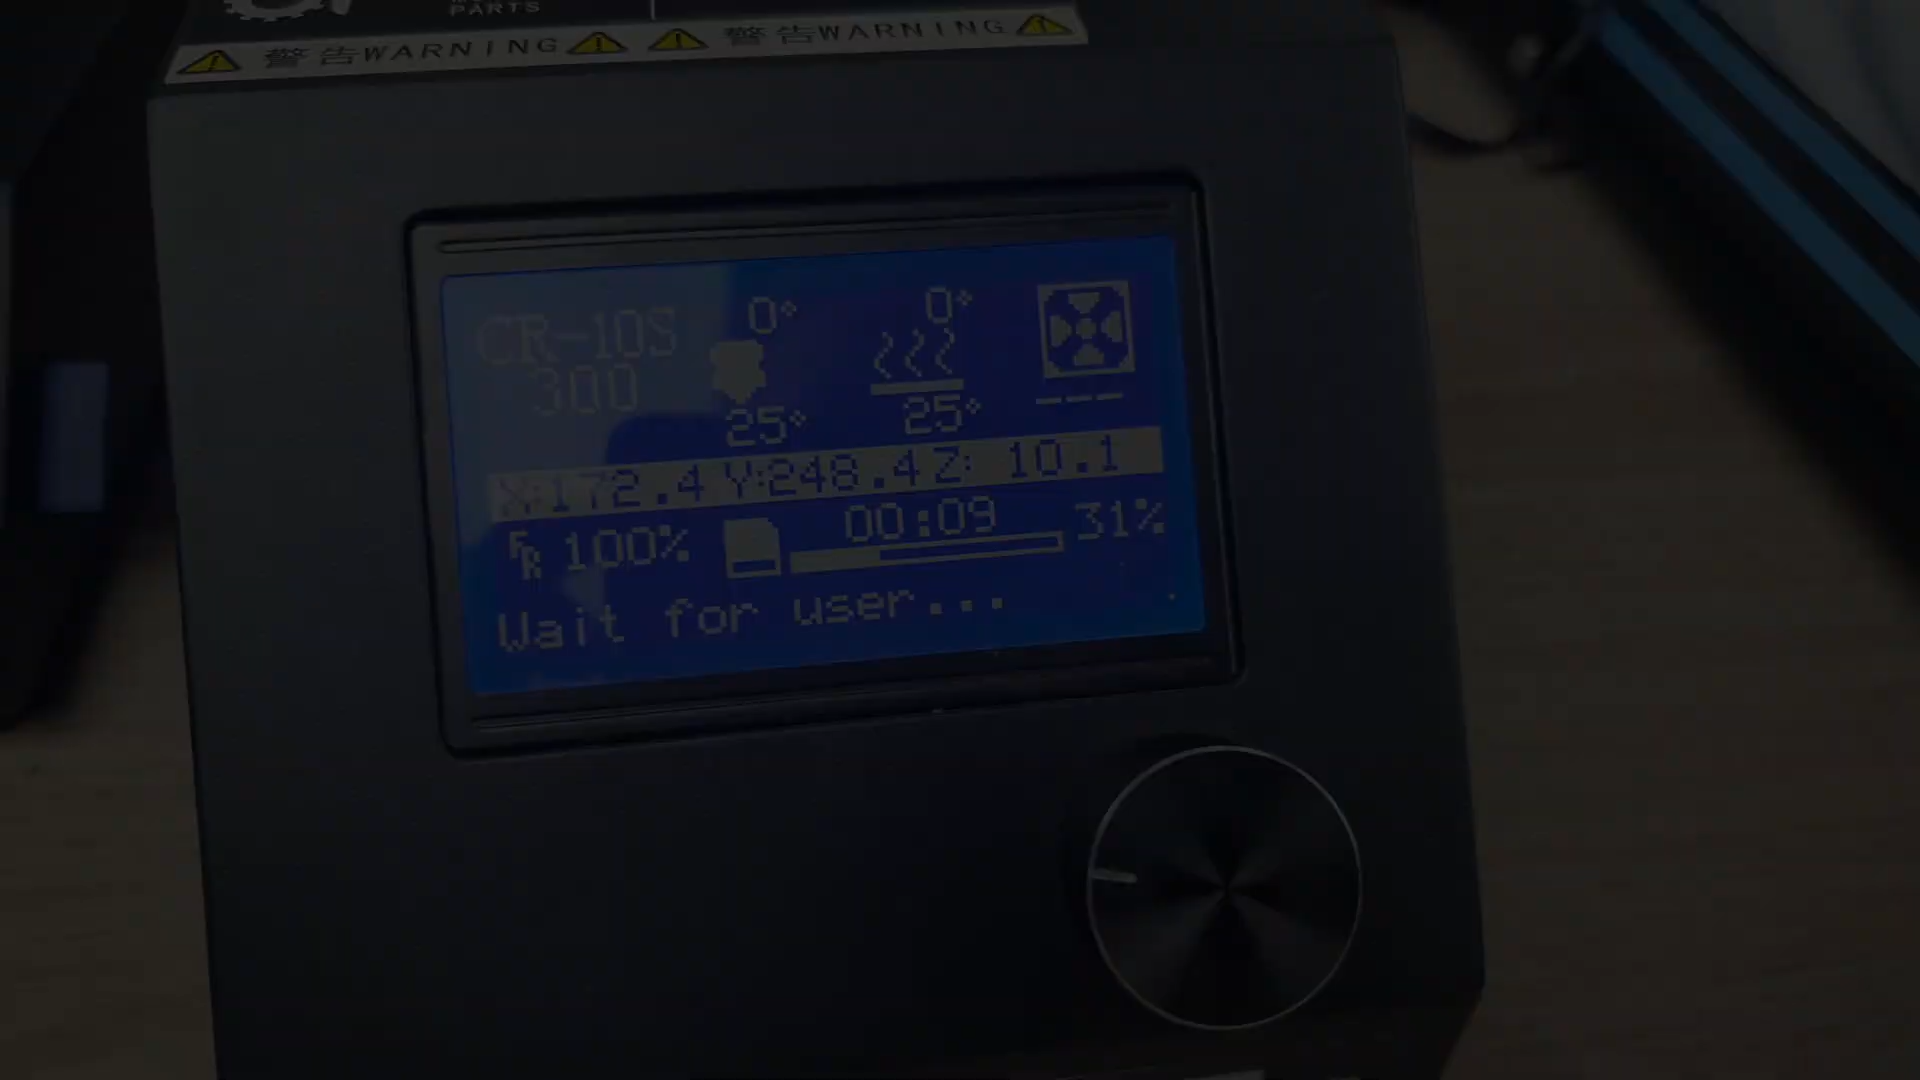 PARTS
警告WARNING 警告WARNING
CR-10S
300
0° 0°
25° 25°
X:172.4 Y:248.4 Z: 10.1
FR 100% 00:09 31%
Wait for user...